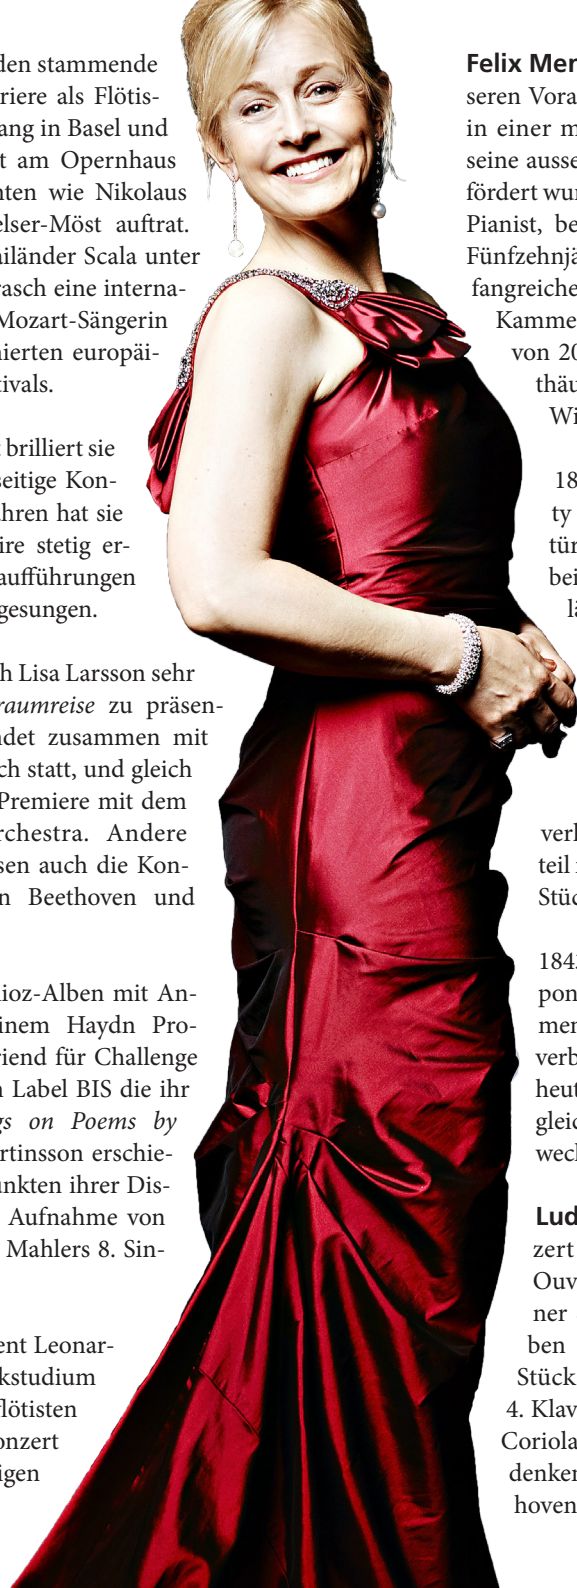 den stammende
riere als Flötis-
ang in Basel und
t am Opernhaus
nten wie Nikolaus
elser-Möst auftrat.
ailänder Scala unter
rasch eine interna-
Mozart-Sängerin
nierten europäi-
tivals.
brilliert sie
seitige Kon-
ahren hat sie
ire stetig er-
aufführungen
gesungen.
h Lisa Larsson sehr
raumreise zu präsen-
ndet zusammen mit
ch statt, und gleich
Premiere mit dem
rchestra. Andere
sen auch die Kon-
n Beethoven und
lioz-Alben mit An-
inem Haydn Pro-
riend für Challenge
n Label BIS die ihr
gs on Poems by
rtinsson erschie-
unkten ihrer Dis-
Aufnahme von
Mahlers 8. Sin-
ent Leonar-
kstudium
flötisten
onzert
igen
Felix Mer
seren Vora
in einer m
seine ausse
fördert wur
Pianist, be
Fünfzehnjä
fangreiche
Kamme
von 20
thäu
Wi
18
ty
tür
bei
lä
verl
teil
Stüc
184
pon
men
verb
heut
gleic
wech
Lud
zert
Ouv
ner
ben
Stück
4. Klav
Coriola
denken
hoven